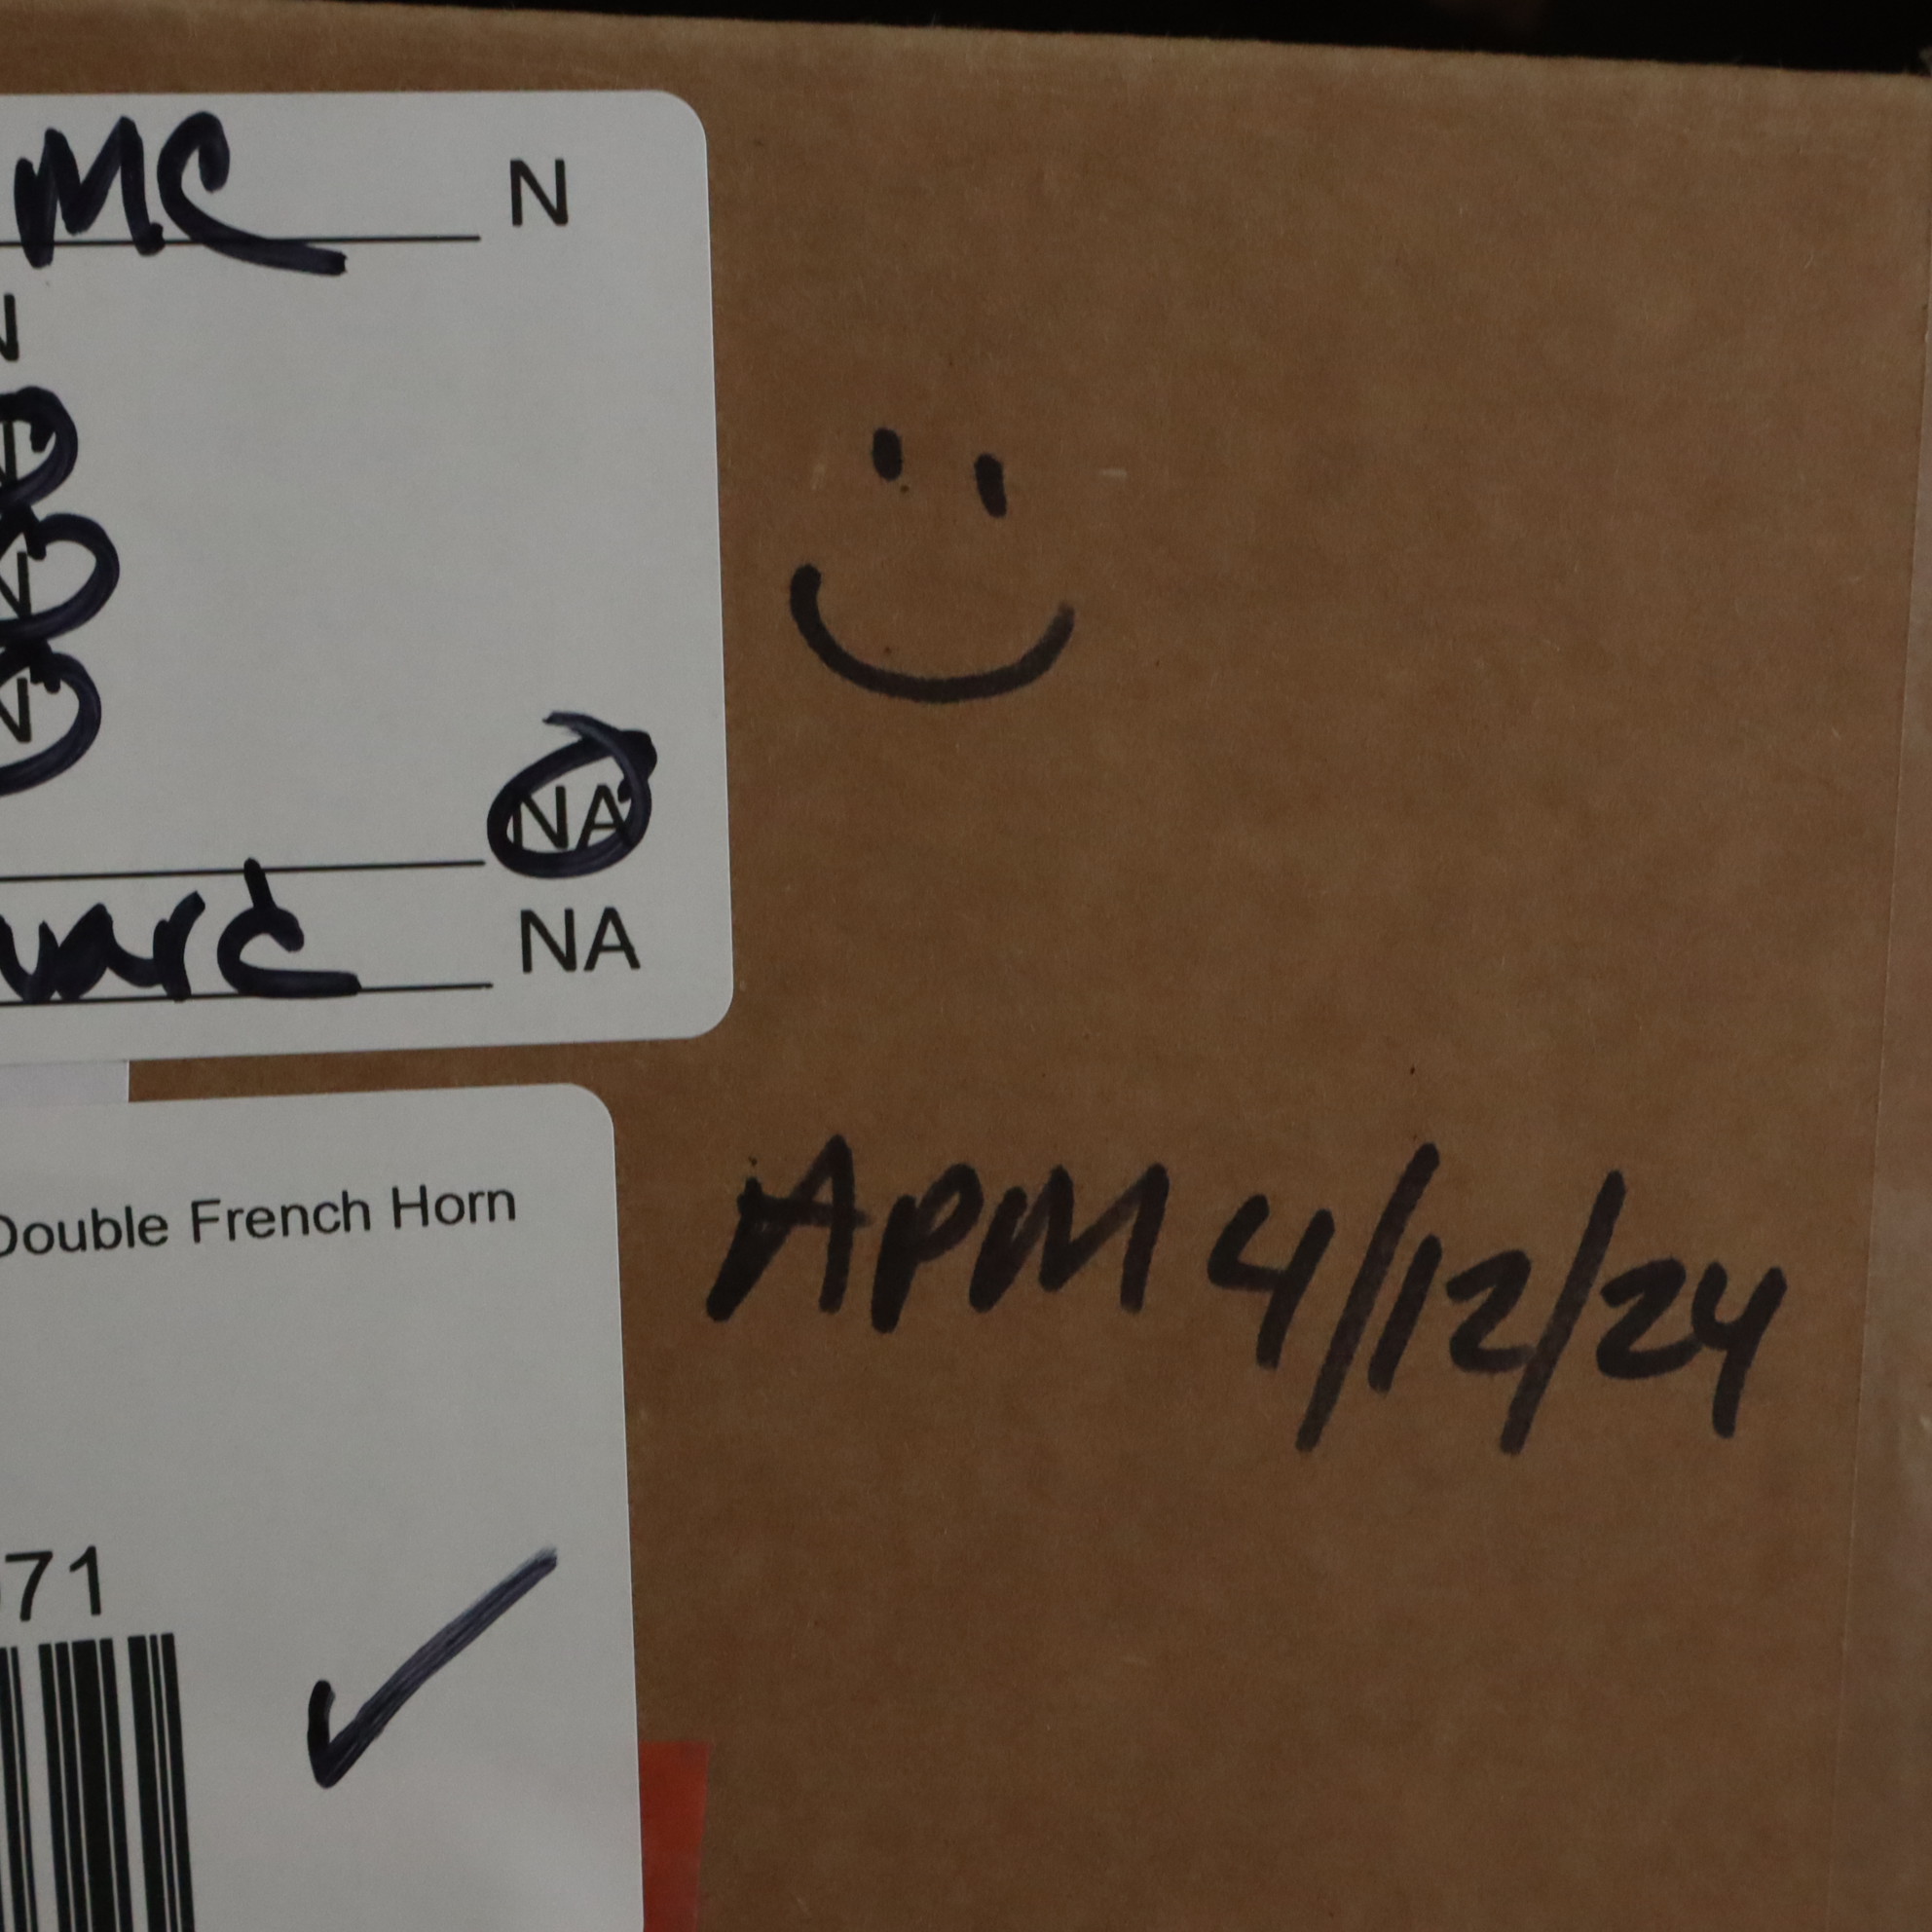 MC N
N
N
N
NA
NA
Double French Horn
APM 4/12/24
71